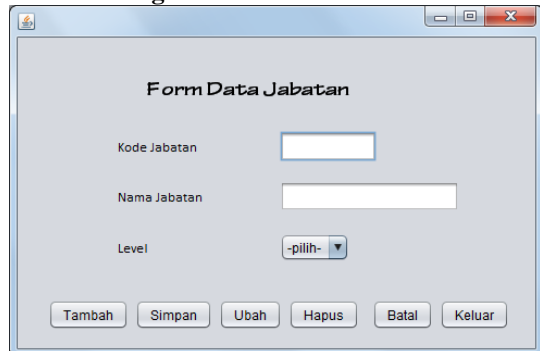 Form Data Jabatan
Kode Jabatan
Nama Jabatan
Level -pilih-
Tambah Simpan Ubah Hapus Batal Keluar